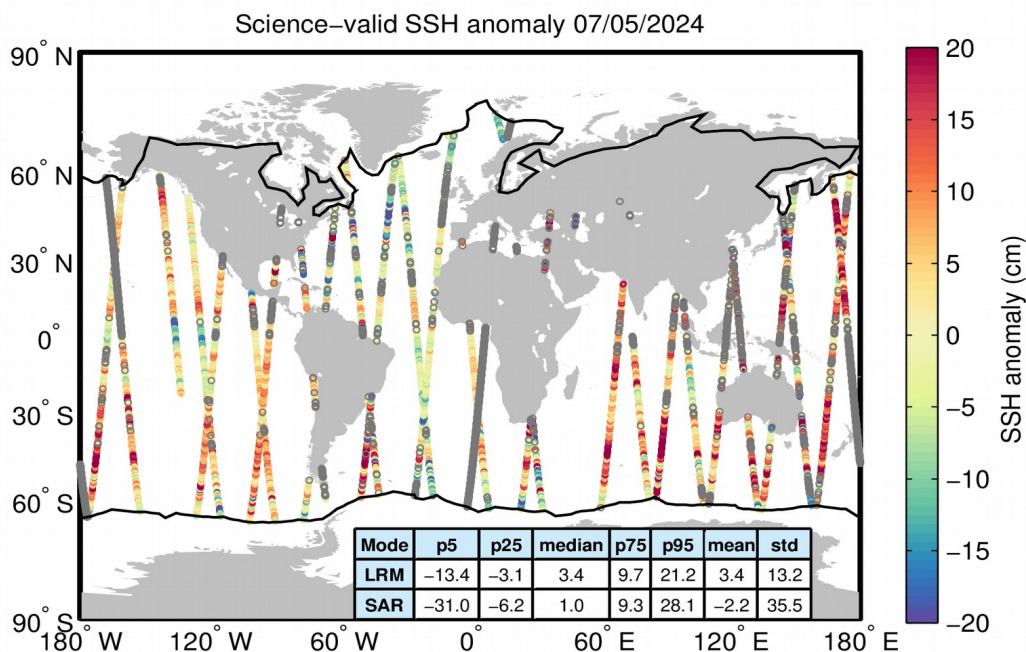 Science−valid SSH anomaly 07/05/2024
90° N
60° N
30° N
0°
30° S
60° S
90° S
180° W
120° W
60° W
0°
60° E
120° E
180° E
Mode p5 p25 median p75 p95 mean std
LRM −13.4 −3.1 3.4 9.7 21.2 3.4 13.2
SAR −31.0 −6.2 1.0 9.3 28.1 −2.2 35.5
20
15
10
5
0
−5
−10
−15
−20
SSH anomaly (cm)